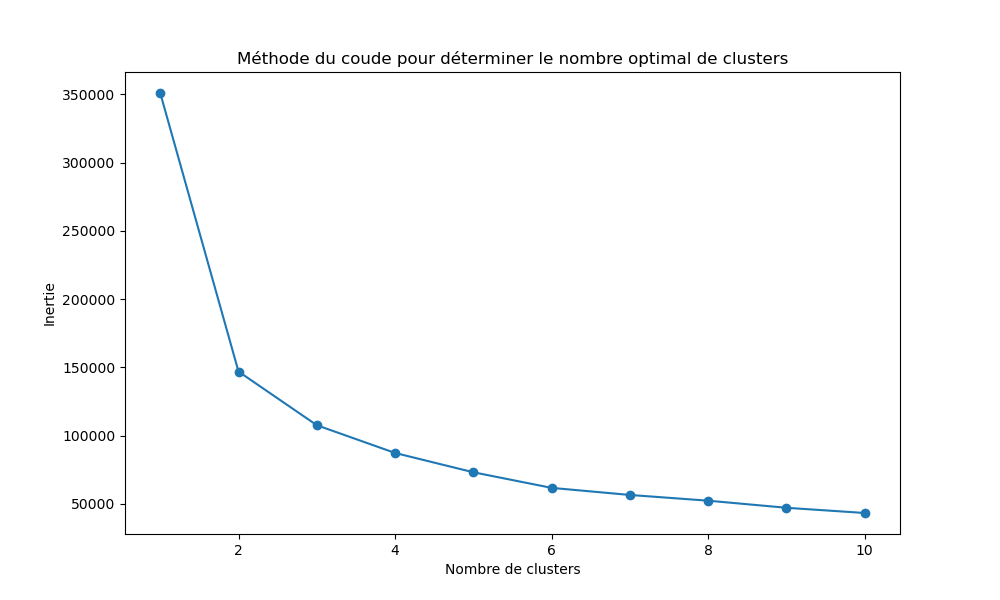 Méthode du coude pour déterminer le nombre optimal de clusters
350000
300000
250000
200000
150000
100000
50000
Inertie
2 4 6 8 10
Nombre de clusters